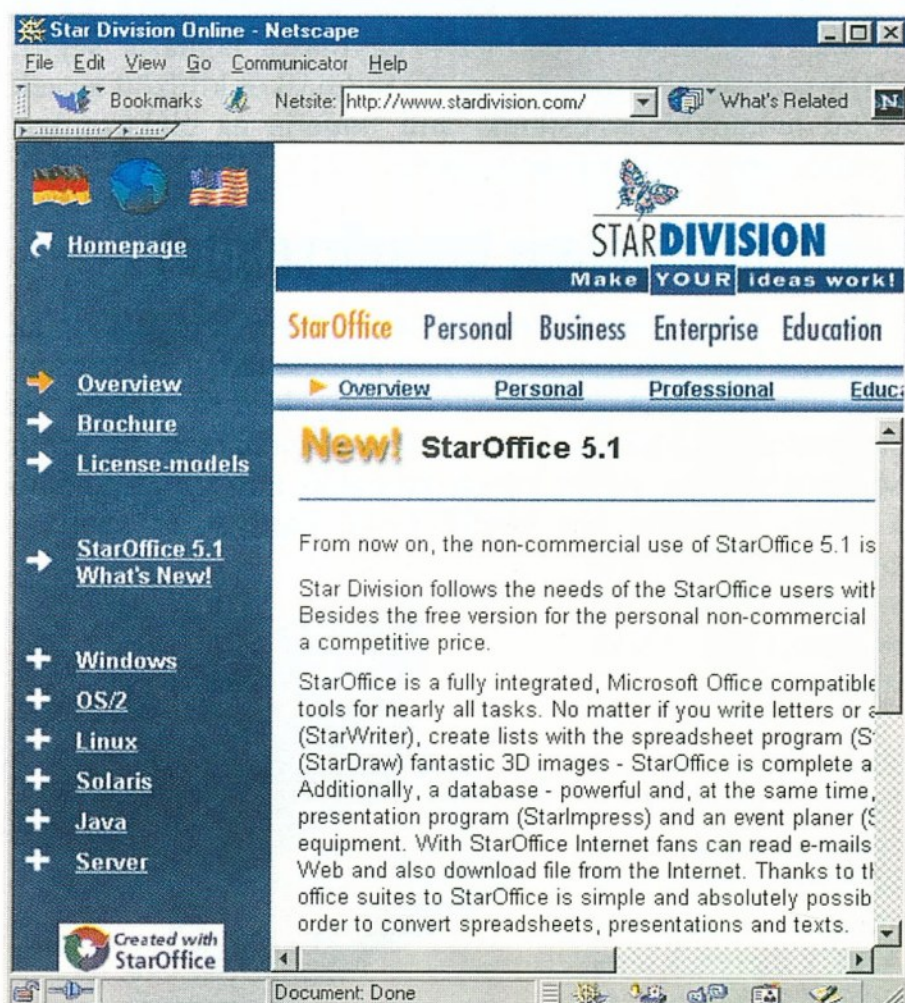 Star Division Online - Netscape
File Edit View Go Communicator Help
Bookmarks Netsite: http://www.stardivision.com/ What's Related N
Homepage
Overview
Brochure
License-models
StarOffice 5.1
What's New!
Windows
OS/2
Linux
Solaris
Java
Server
Created with
StarOffice
STARDIVISION
Make YOUR ideas work!
StarOffice Personal Business Enterprise Education
Overview Personal Professional Educa
New! StarOffice 5.1
From now on, the non-commercial use of StarOffice 5.1 is
Star Division follows the needs of the StarOffice users with
Besides the free version for the personal non-commercial
a competitive price.
StarOffice is a fully integrated, Microsoft Office compatible
tools for nearly all tasks. No matter if you write letters or a
(StarWriter), create lists with the spreadsheet program (S
(StarDraw) fantastic 3D images - StarOffice is complete a
Additionally, a database - powerful and, at the same time,
presentation program (StarImpress) and an event planer (S
equipment. With StarOffice Internet fans can read e-mails
Web and also download file from the Internet. Thanks to th
office suites to StarOffice is simple and absolutely possib
order to convert spreadsheets, presentations and texts.
Document: Done